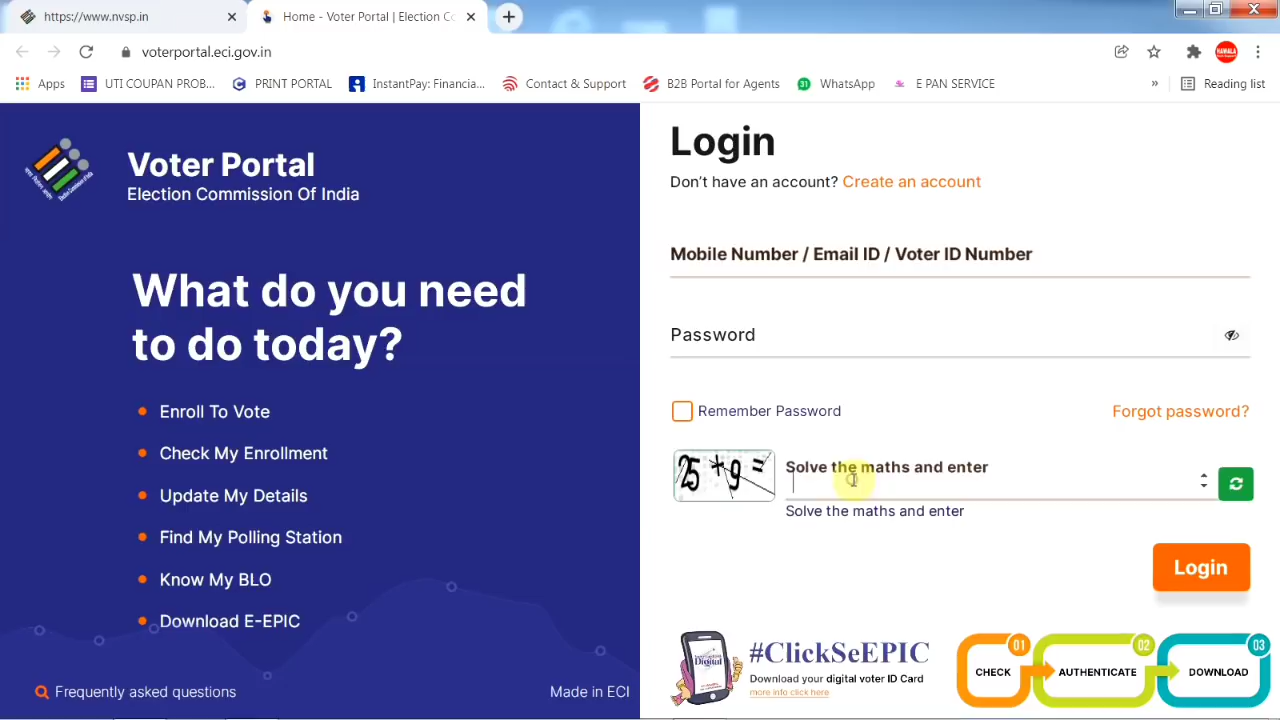 https://www.nvsp.in
Home - Voter Portal | Election Co
voterportal.eci.gov.in
Apps
UTI COUPAN PROB...
PRINT PORTAL
InstantPay: Financia...
Contact & Support
B2B Portal for Agents
31
WhatsApp
E PAN SERVICE
»
Reading list
Voter Portal
Election Commission Of India
What do you need
to do today?
Enroll To Vote
Check My Enrollment
Update My Details
Find My Polling Station
Know My BLO
Download E-EPIC
Frequently asked questions
Made in ECI
Login
Don't have an account? Create an account
Mobile Number / Email ID / Voter ID Number
Password
Remember Password
Forgot password?
25 + 9 =
Solve the maths and enter
Solve the maths and enter
Login
Digital
#ClickSeEPIC
Download your digital voter ID Card
more info click here
01
CHECK
02
AUTHENTICATE
03
DOWNLOAD